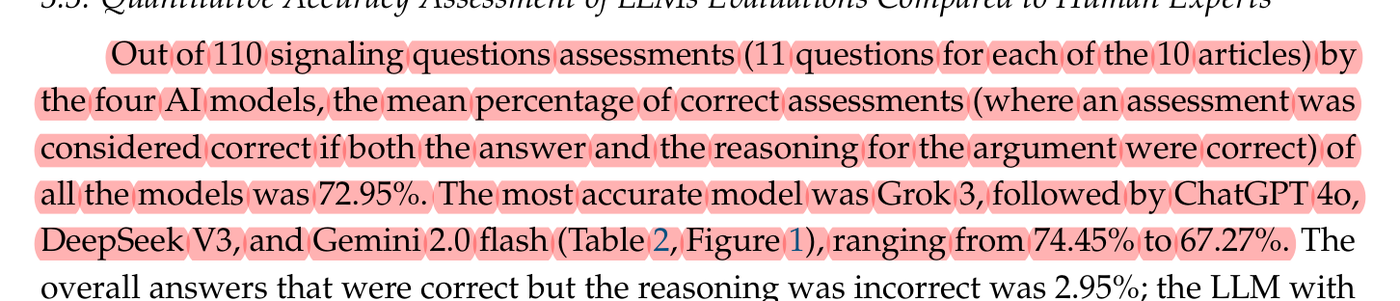 3.3. Quantitative Accuracy Assessment of LLMs Evaluations Compared to Human Experts
Out of 110 signaling questions assessments (11 questions for each of the 10 articles) by
the four AI models, the mean percentage of correct assessments (where an assessment was
considered correct if both the answer and the reasoning for the argument were correct) of
all the models was 72.95%. The most accurate model was Grok 3, followed by ChatGPT 4o,
DeepSeek V3, and Gemini 2.0 flash (Table 2, Figure 1), ranging from 74.45% to 67.27%. The
overall answers that were correct but the reasoning was incorrect was 2.95%; the LLM with